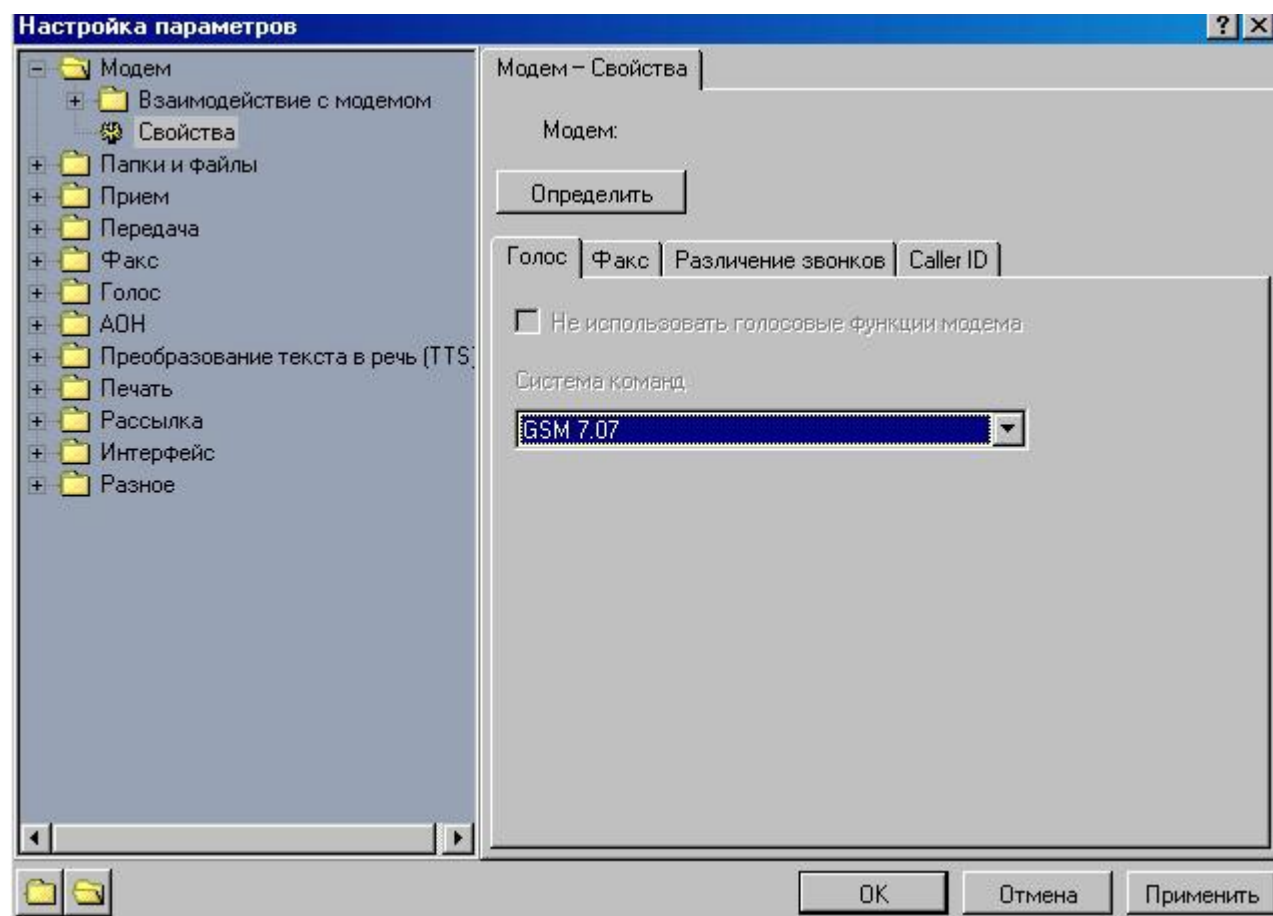 Настройка параметров
Модем
Взаимодействие с модемом
Свойства
Папки и файлы
Прием
Передача
Факс
Голос
АОН
Преобразование текста в речь (TTS)
Печать
Рассылка
Интерфейс
Разное
Модем – Свойства
Модем:
Определить
Голос Факс Различение звонков Caller ID
Не использовать голосовые функции модема
Система команд
GSM 7.07
OK Отмена Применить